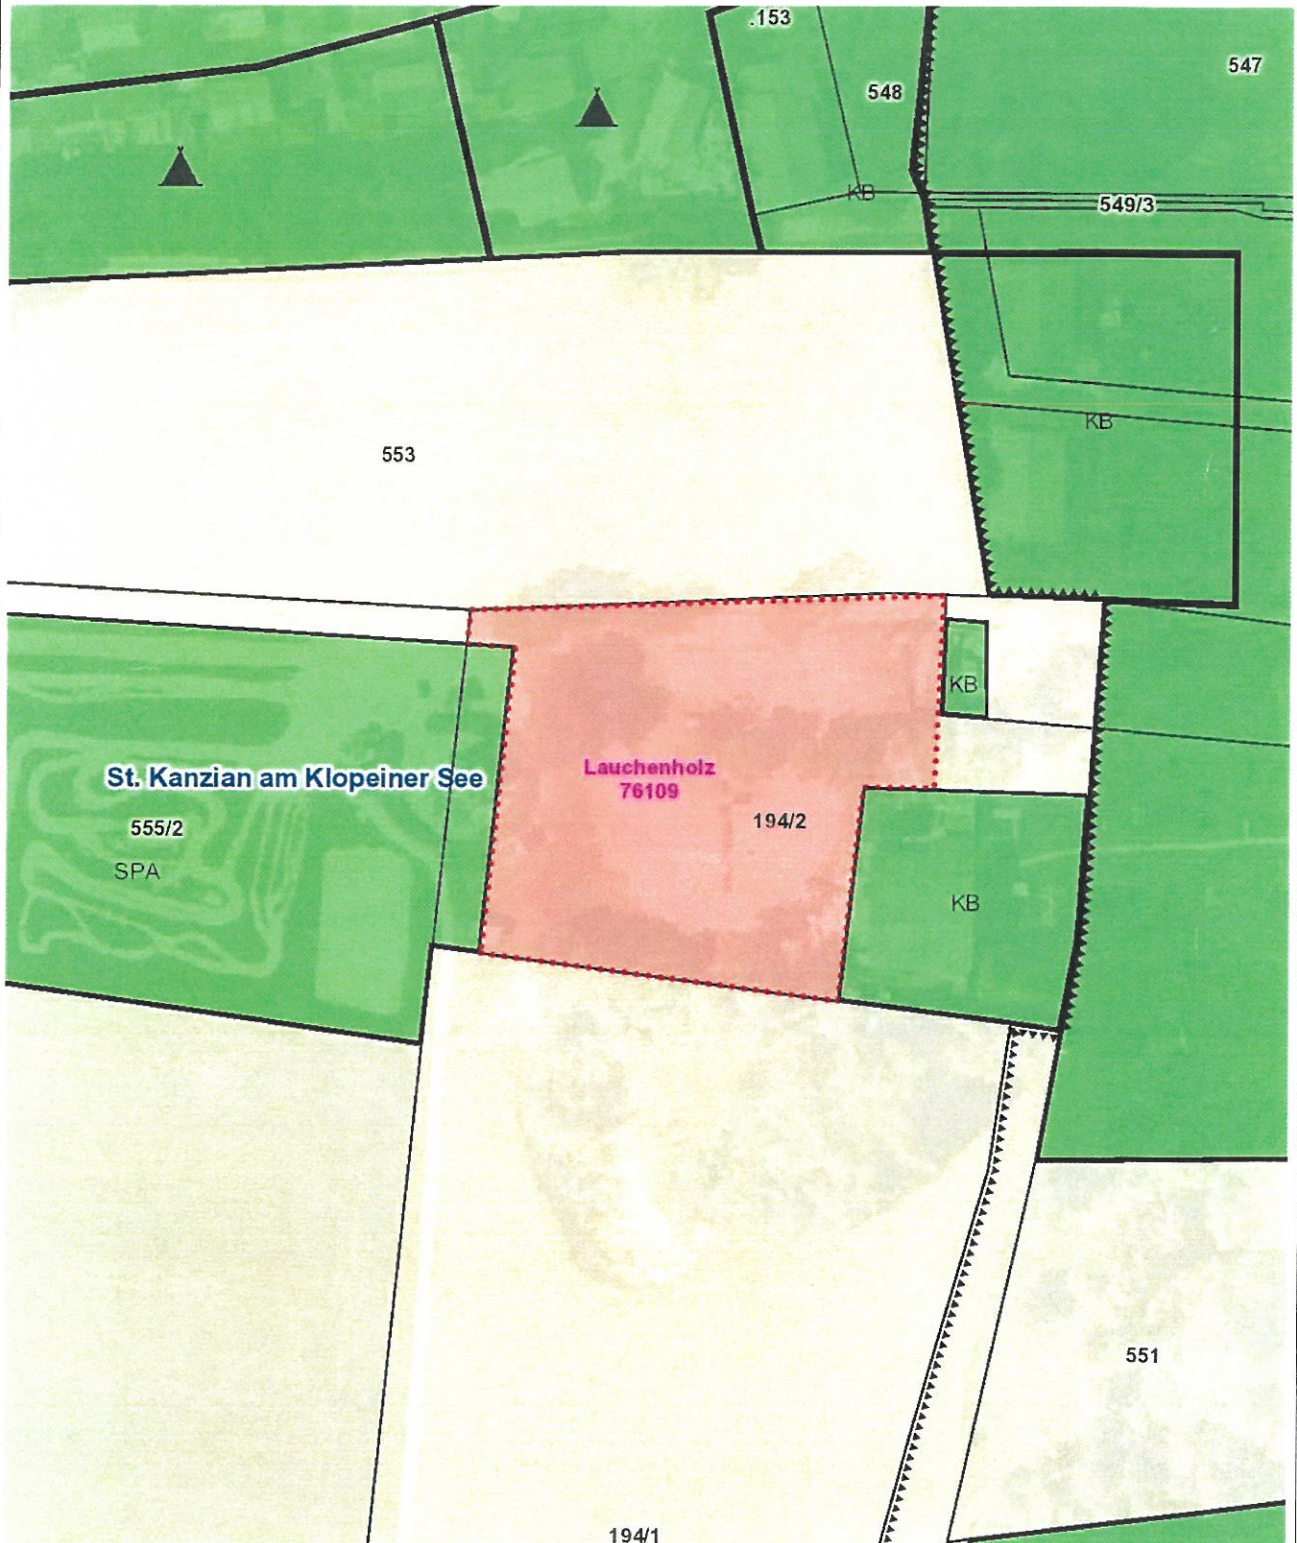 .153
547
548
KB
549/3
KB
553
KB
Lauchenholz
76109
St. Kanzian am Klopeiner See
194/2
555/2
SPA
KB
551
194/1